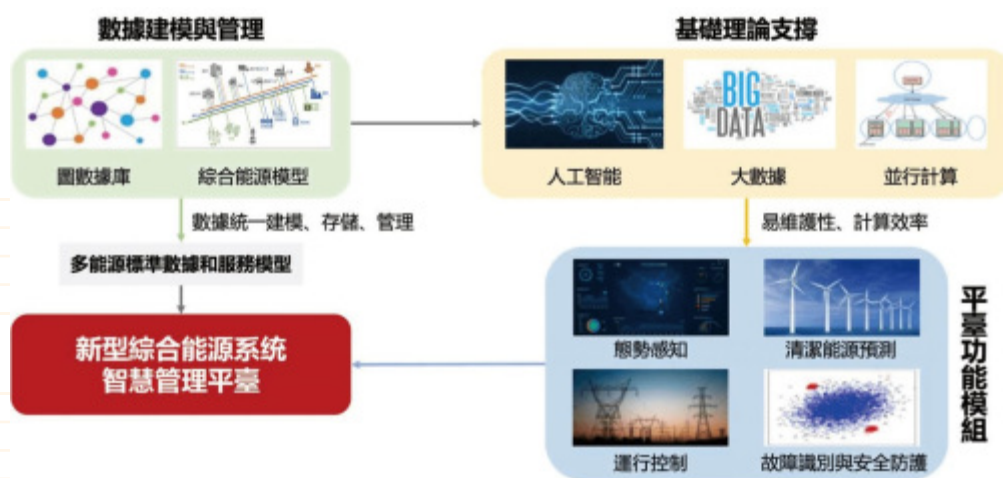 數據建模與管理
基礎理論支撐
BIG
DATA
圖數據庫
綜合能源模型
人工智能
大數據
並行計算
數據統一建模、存儲、管理
易維護性、計算效率
多能源標準數據和服務模型
新型綜合能源系统
智慧管理平臺
態勢感知
清潔能源預測
運行控制
故障識別與安全防護
平臺功能模組